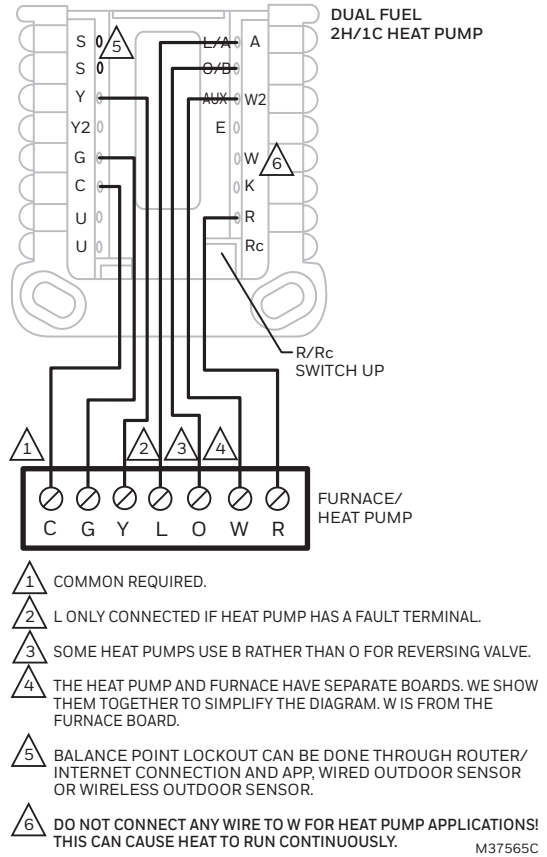 DUAL FUEL
2H/1C HEAT PUMP
S 5 L/A A
S O/B
Y AUX W2
Y2 E
G W 6
C K
U R
U Rc
R/Rc
SWITCH UP
1 2 3 4
FURNACE/
HEAT PUMP
C G Y L O W R
1 COMMON REQUIRED.
2 L ONLY CONNECTED IF HEAT PUMP HAS A FAULT TERMINAL.
3 SOME HEAT PUMPS USE B RATHER THAN O FOR REVERSING VALVE.
4 THE HEAT PUMP AND FURNACE HAVE SEPARATE BOARDS. WE SHOW
THEM TOGETHER TO SIMPLIFY THE DIAGRAM. W IS FROM THE
FURNACE BOARD.
5 BALANCE POINT LOCKOUT CAN BE DONE THROUGH ROUTER/
INTERNET CONNECTION AND APP, WIRED OUTDOOR SENSOR
OR WIRELESS OUTDOOR SENSOR.
6 DO NOT CONNECT ANY WIRE TO W FOR HEAT PUMP APPLICATIONS!
THIS CAN CAUSE HEAT TO RUN CONTINUOUSLY.
M37565C